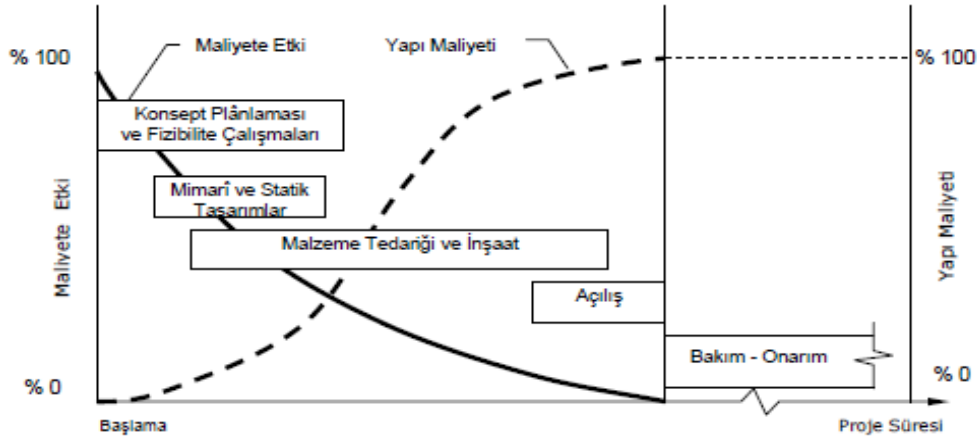 Maliyete Etki
Yapı Maliyeti
% 100
% 100
Konsept Plânlaması
ve Fizibilite Çalışmaları
Mimarî ve Statik
Tasarımlar
Malzeme Tedariği ve İnşaat
Açılış
Bakım - Onarım
Maliyete Etki
Yapı Maliyeti
% 0
% 0
Başlama
Proje Süresi